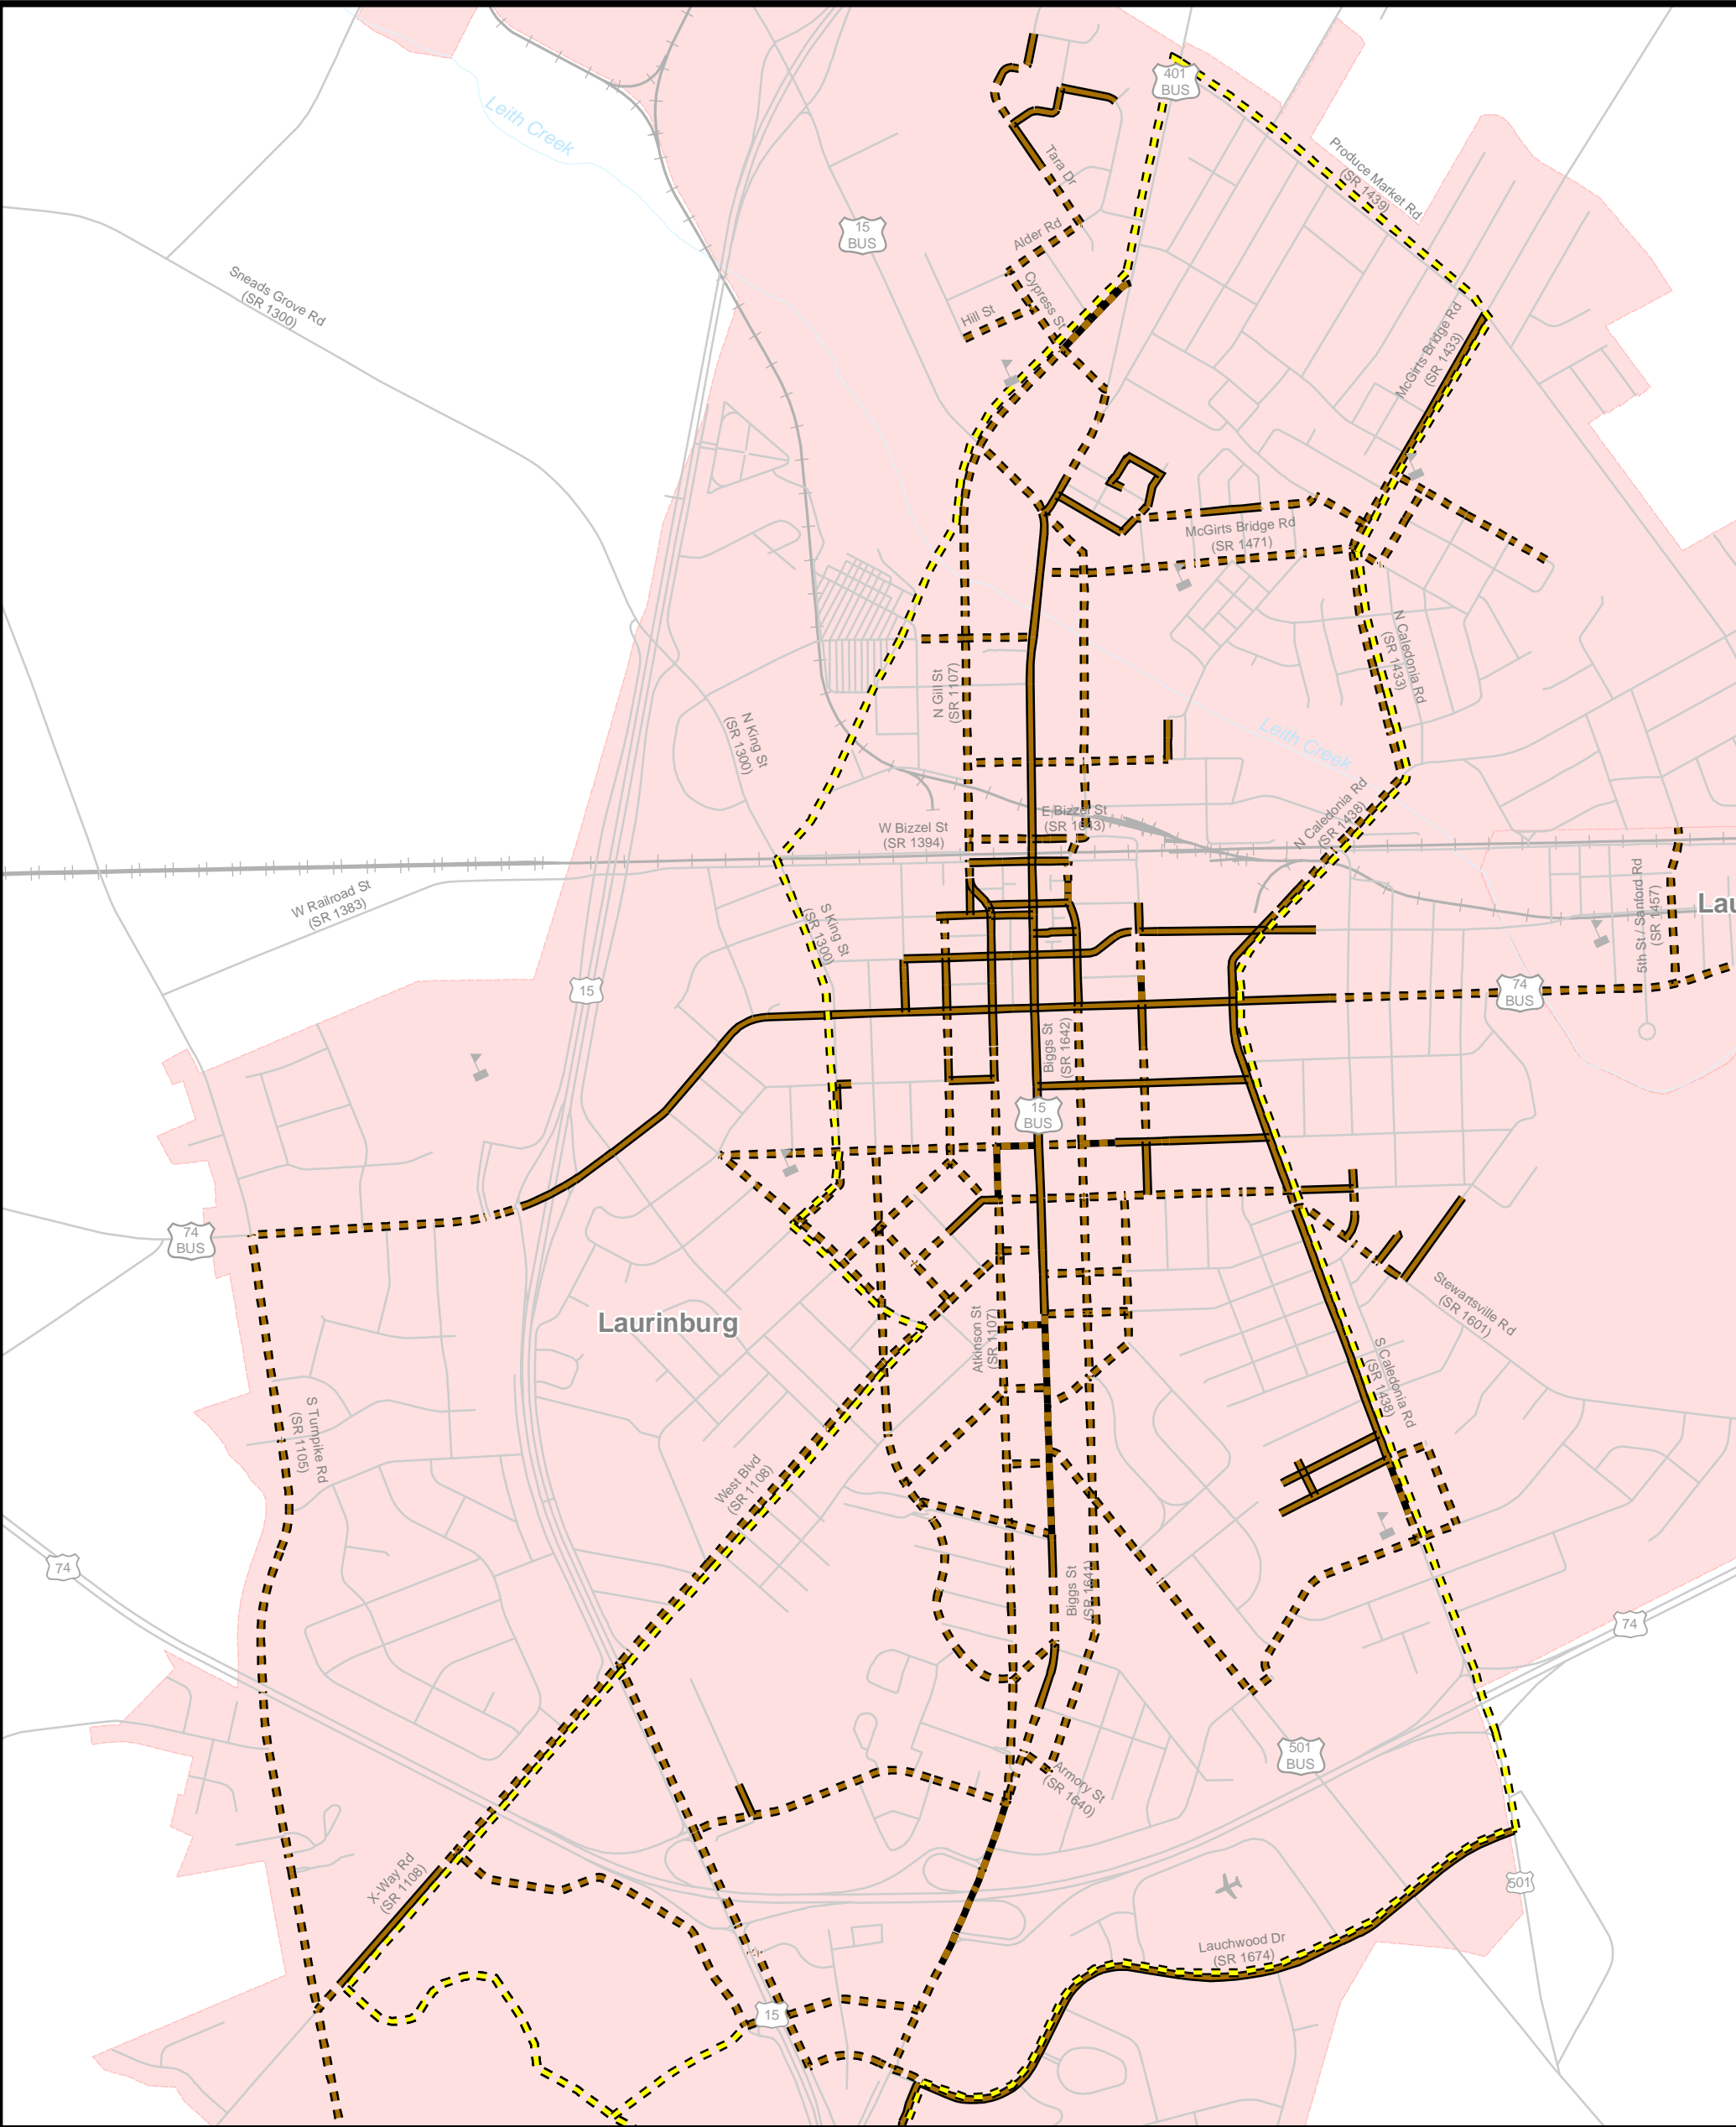 401
BUS
Leith Creek
Produce Market Rd
(SR 1439)
Tara Dr
15
BUS
Alder Rd
Sneads Grove Rd
(SR 1300)
Cypress St
Hill St
McGirts Bridge Rd
(SR 1433)
McGirts Bridge Rd
(SR 1471)
N Caledonia Rd
(SR 1433)
N Gill St
(SR 1107)
N King St
(SR 1300)
Leith Creek
E Bizzel St
(SR 1643)
W Bizzel St
(SR 1394)
N Caledonia Rd
(SR 1438)
W Railroad St
(SR 1383)
S King St
(SR 1300)
5th St / Sanford Rd
(SR 1457)
Lau
15
74
BUS
Biggs St
(SR 1642)
15
BUS
74
BUS
Laurinburg
Atkinson St
(SR 1107)
Stewartsville Rd
(SR 1601)
S Caledonia Rd
(SR 1438)
S Turnpike Rd
(SR 1105)
West Blvd
(SR 1108)
74
Biggs St
(SR 1641)
74
501
BUS
Armory St
(SR 1640)
X-Way Rd
(SR 1108)
501
Lauchwood Dr
(SR 1674)
15